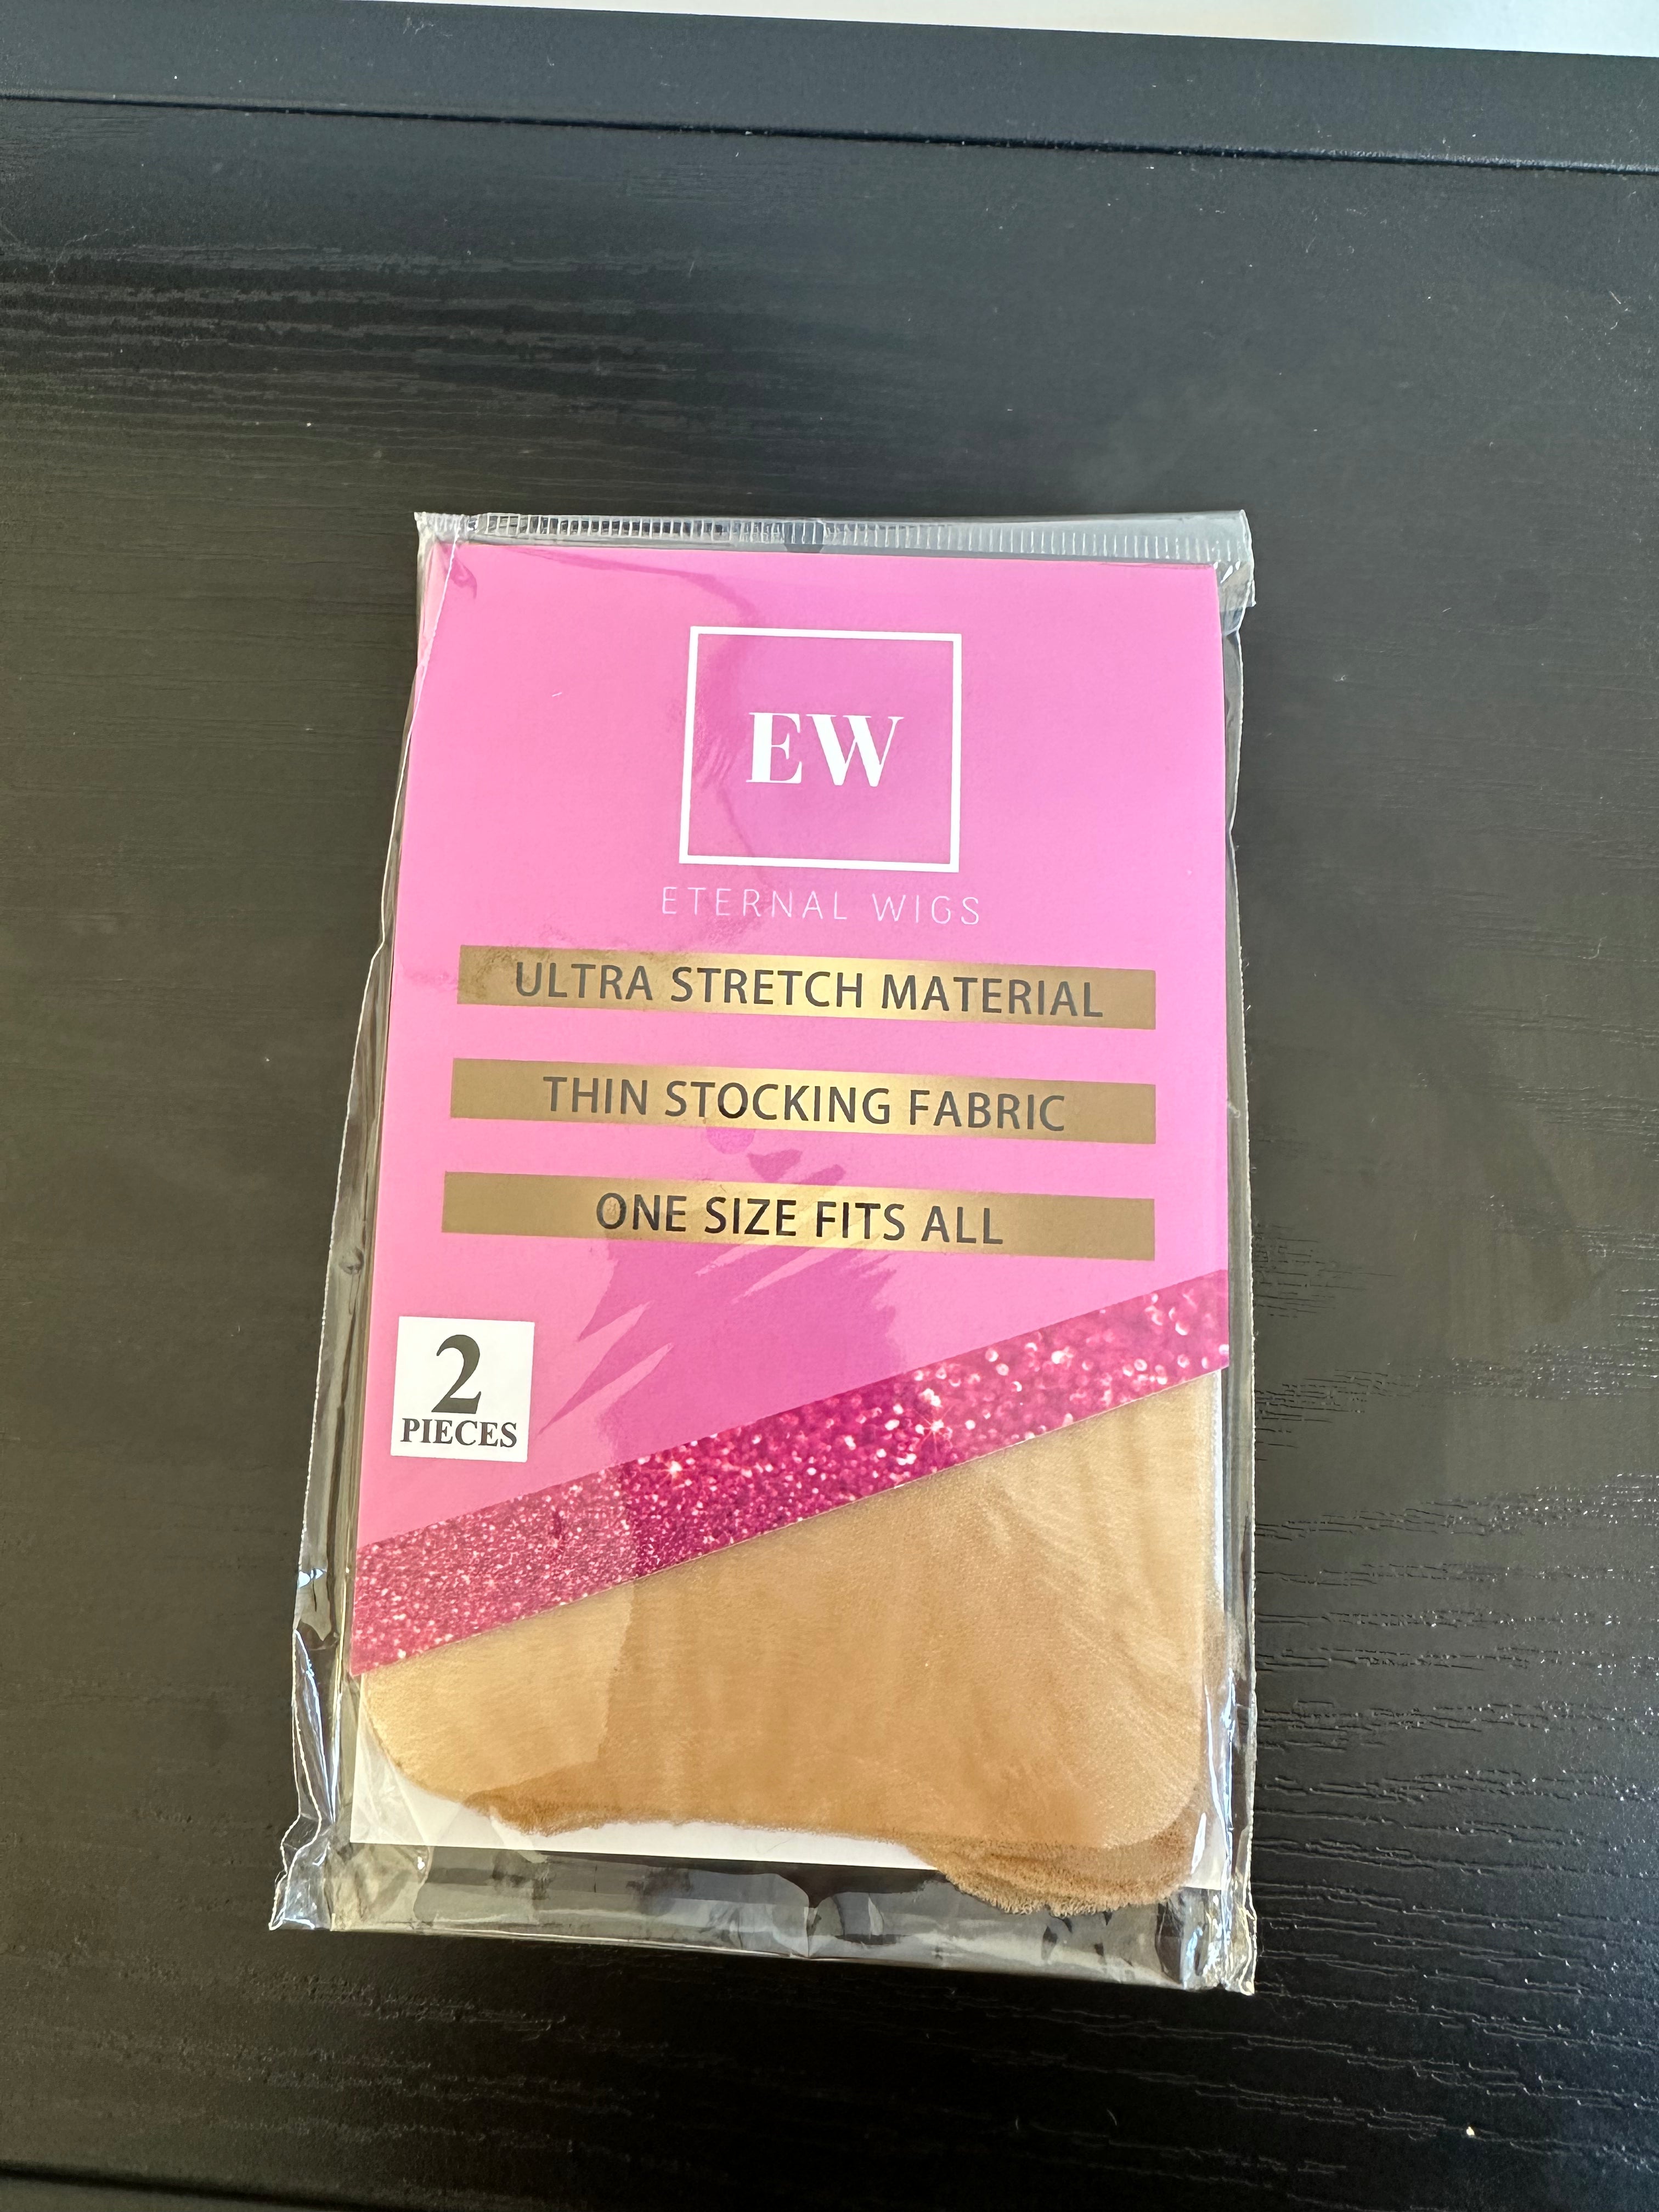 EW
ETERNAL WIGS
ULTRA STRETCH MATERIAL
THIN STOCKING FABRIC
ONE SIZE FITS ALL
2
PIECES